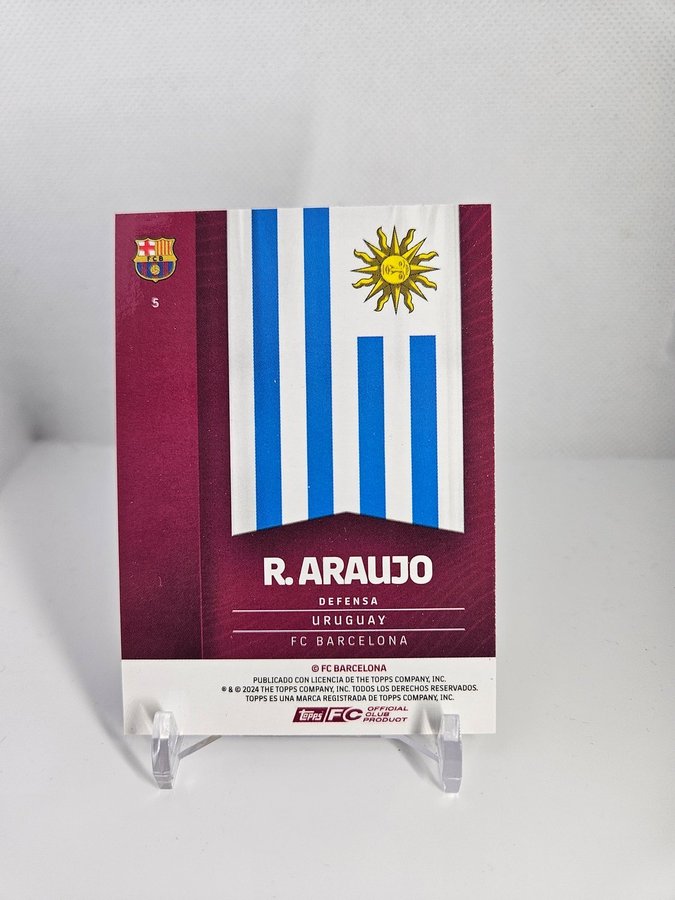 FCB
5
R. ARAUJO
DEFENSA
URUGUAY
FC BARCELONA
© FC BARCELONA
PUBLICADO CON LICENCIA DE THE TOPPS COMPANY, INC.
® & © 2024 THE TOPPS COMPANY, INC. TODOS LOS DERECHOS RESERVADOS.
TOPPS ES UNA MARCA REGISTRADA DE TOPPS COMPANY, INC.
Topps FC OFFICIAL
CLUB
PRODUCT